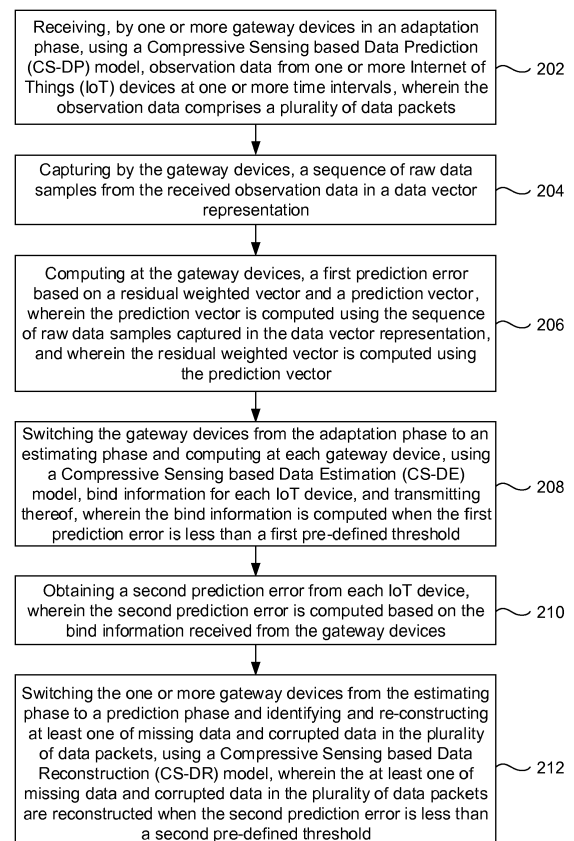 Receiving, by one or more gateway devices in an adaptation
phase, using a Compressive Sensing based Data Prediction
(CS-DP) model, observation data from one or more Internet of
Things (IoT) devices at one or more time intervals, wherein the
observation data comprises a plurality of data packets
202
Capturing by the gateway devices, a sequence of raw data
samples from the received observation data in a data vector
representation
204
Computing at the gateway devices, a first prediction error
based on a residual weighted vector and a prediction vector,
wherein the prediction vector is computed using the sequence
of raw data samples captured in the data vector representation,
and wherein the residual weighted vector is computed using
the prediction vector
206
Switching the gateway devices from the adaptation phase to an
estimating phase and computing at each gateway device, using
a Compressive Sensing based Data Estimation (CS-DE)
model, bind information for each IoT device, and transmitting
thereof, wherein the bind information is computed when the first
prediction error is less than a first pre-defined threshold
208
Obtaining a second prediction error from each IoT device,
wherein the second prediction error is computed based on the
bind information received from the gateway devices
210
Switching the one or more gateway devices from the estimating
phase to a prediction phase and identifying and re-constructing
at least one of missing data and corrupted data in the plurality
of data packets, using a Compressive Sensing based Data
Reconstruction (CS-DR) model, wherein the at least one of
missing data and corrupted data in the plurality of data packets
are reconstructed when the second prediction error is less than
a second pre-defined threshold
212